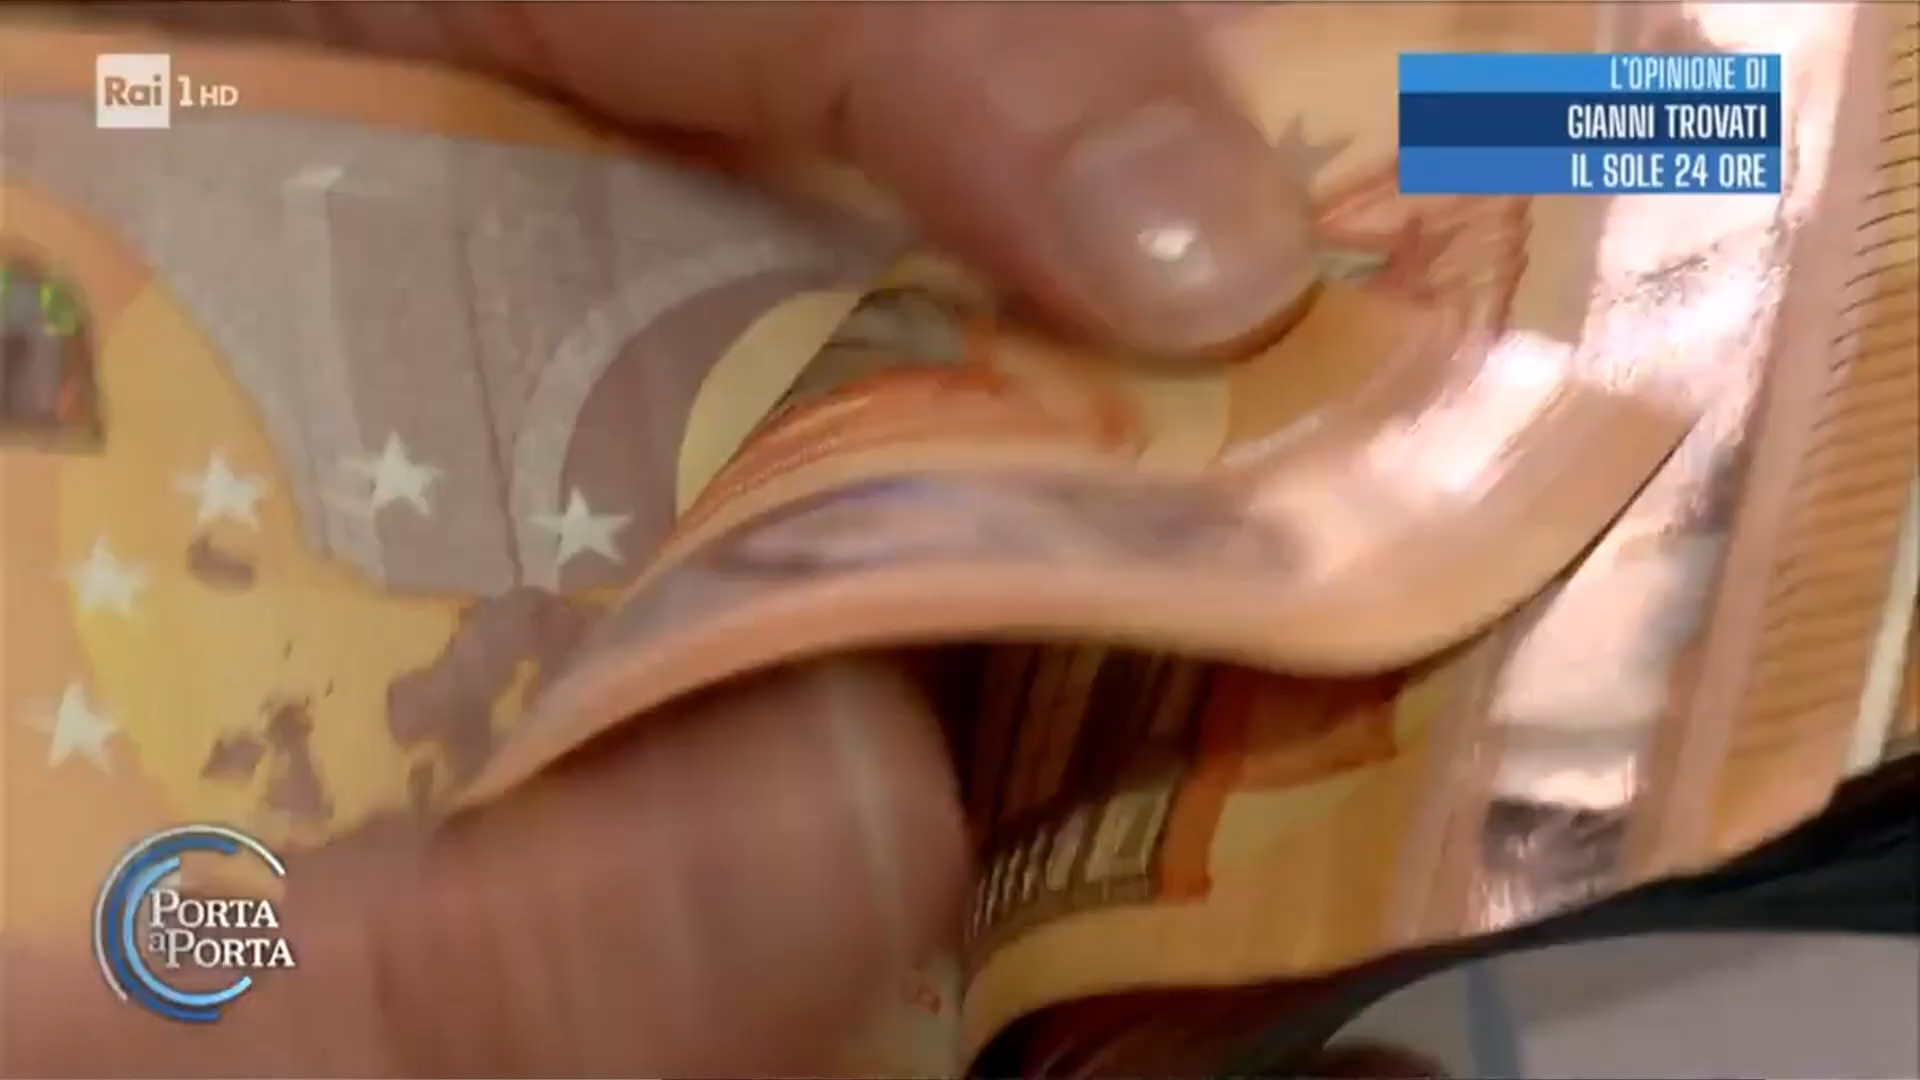 Rai 1 HD
L'OPINIONE DI
GIANNI TROVATI
IL SOLE 24 ORE
PORTA
a PORTA